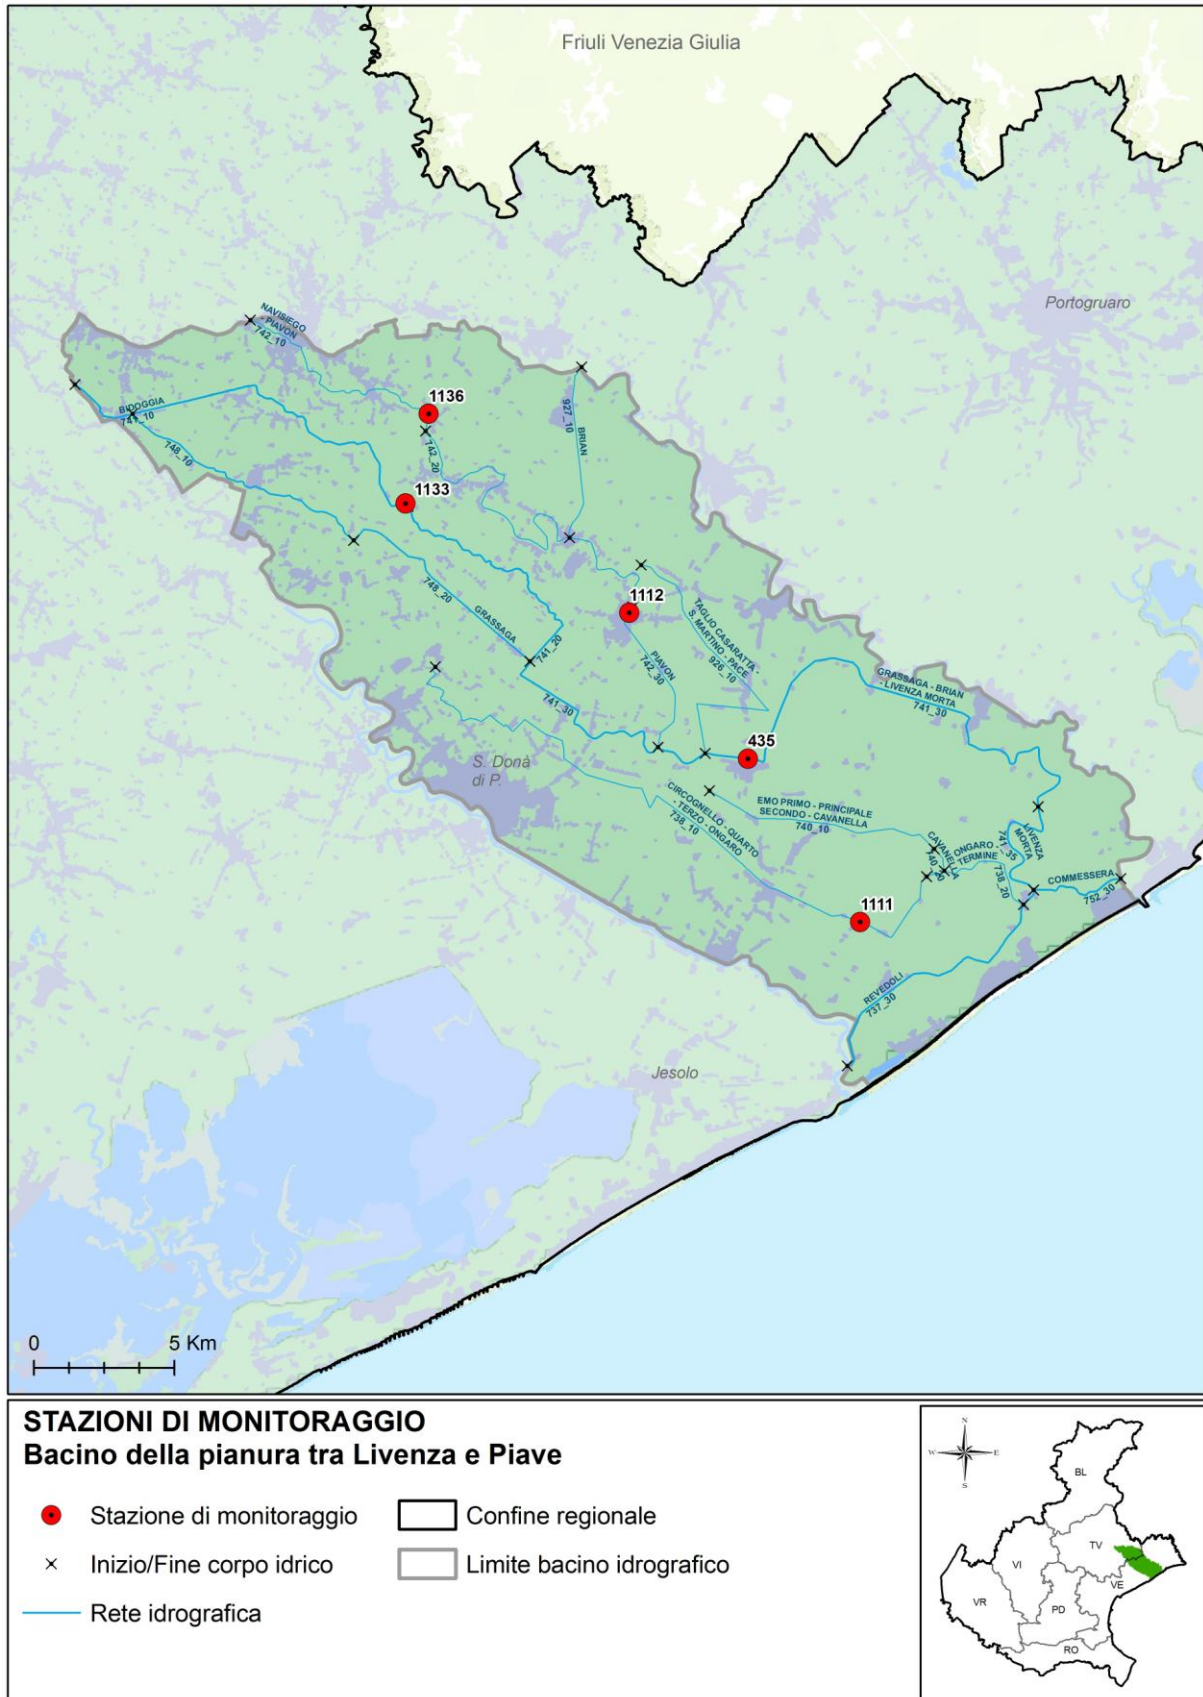 Friuli Venezia Giulia
Portogruaro
NAVISIEGO
- PIAVON
742_10
BIDOGGIA
741_10
748_10
1136
742_20
927_10
BRIAN
1133
748_20
GRASSAGA
741_20
1112
TAGLIO CASARATTA -
S. MARTINO - PACE
926_10
PIAVON
742_30
741_30
GRASSAGA - BRIAN
- LIVENZA MORTA
741_30
435
S. Donà
di P.
CIRCOGNELLO - QUARTO
- TERZO - ONGARO
738_10
EMO PRIMO - PRINCIPALE
SECONDO - CAVANELLA
740_10
CAVANELLA
ONGARO -
TERMINE
738_20
LIVENZA
MORTA
741_35
COMMESSERA
752_30
1111
REVEDOLI
737_30
Jesolo
0
5 Km
STAZIONI DI MONITORAGGIO
Bacino della pianura tra Livenza e Piave
Stazione di monitoraggio
Confine regionale
Inizio/Fine corpo idrico
Limite bacino idrografico
Rete idrografica
N
W
E
S
BL
TV
VI
VE
VR
PD
RO